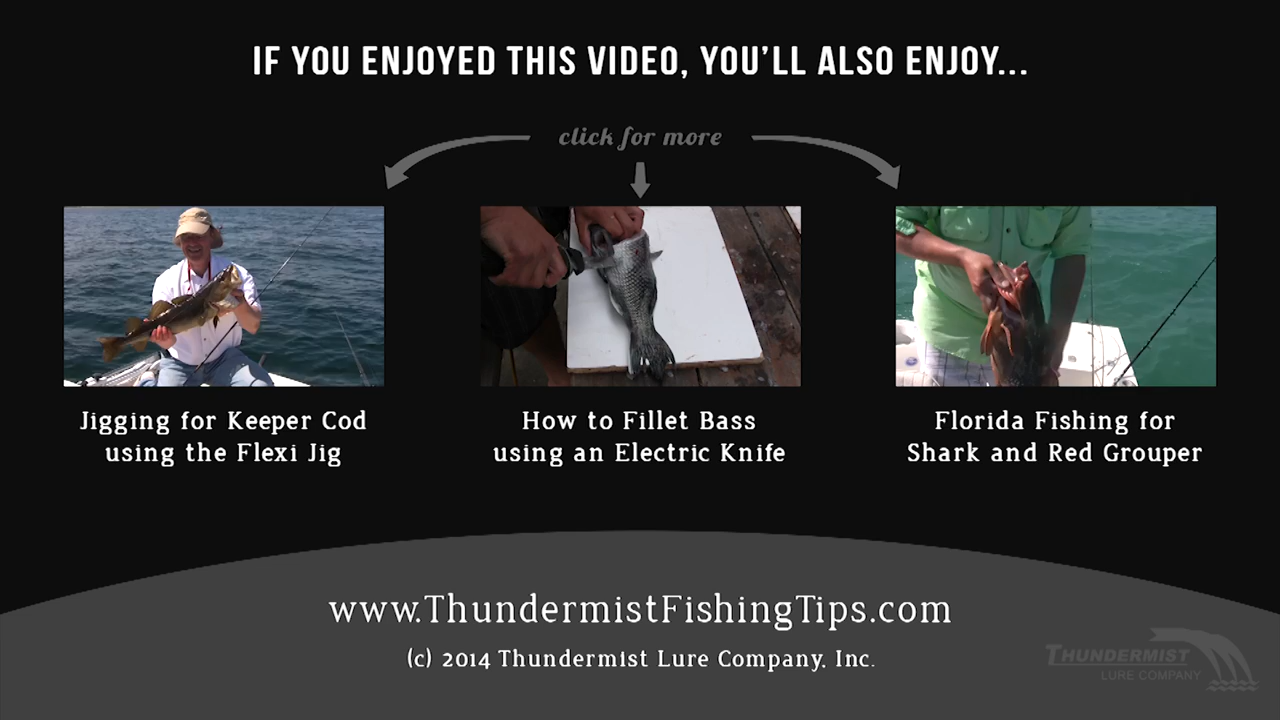 IF YOU ENJOYED THIS VIDEO, YOU'LL ALSO ENJOY...
click for more
Jigging for Keeper Cod
using the Flexi Jig
How to Fillet Bass
using an Electric Knife
Florida Fishing for
Shark and Red Grouper
www.ThundermistFishingTips.com
(c) 2014 Thundermist Lure Company, Inc.
THUNDERMIST
LURE COMPANY